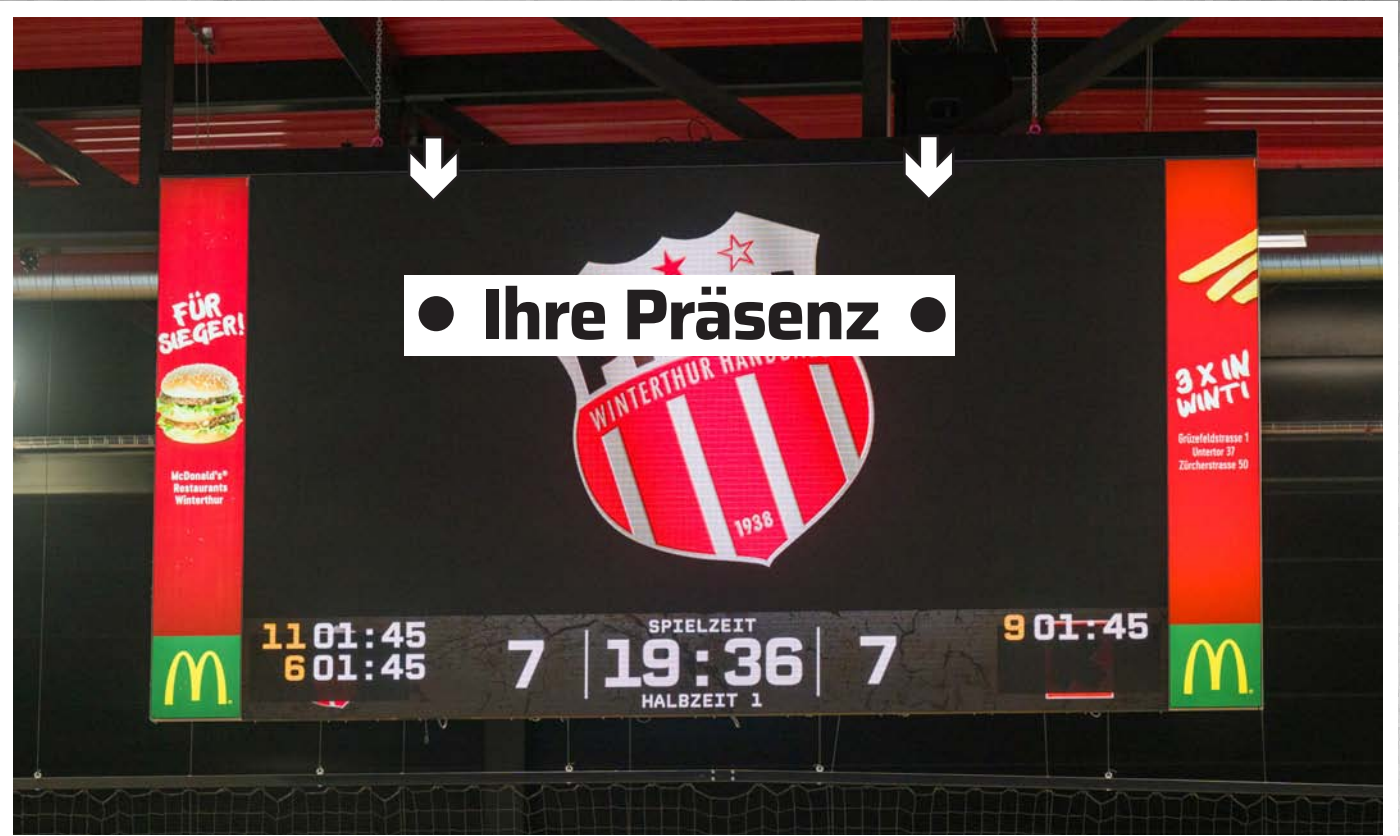 • Ihre Präsenz •
FÜR
SIEGER!
McDonald's®
Restaurants
Winterthur
WINTERTHUR
1938
3 X IN
WINTI
Grüzefeldstrasse 1
Untertor 37
Zürcherstrasse 50
11 01:45
6 01:45
7
SPIELZEIT
19:36
HALBZEIT 1
7
9 01:45